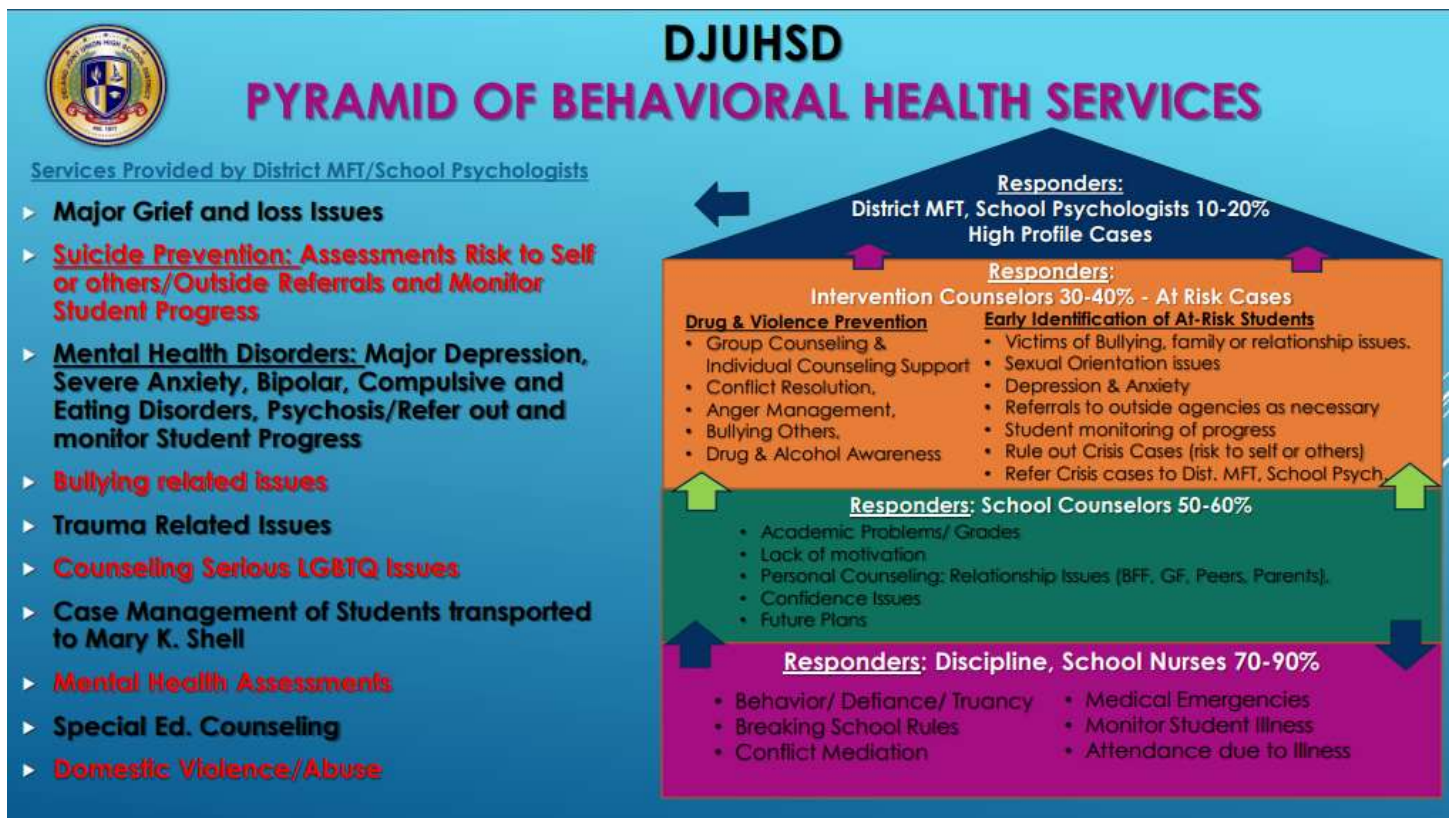 DJUHSD
PYRAMID OF BEHAVIORAL HEALTH SERVICES
Services Provided by District MFT/School Psychologists
Major Grief and loss Issues
Suicide Prevention: Assessments Risk to Self
or others/Outside Referrals and Monitor
Student Progress
Mental Health Disorders: Major Depression,
Severe Anxiety, Bipolar, Compulsive and
Eating Disorders, Psychosis/Refer out and
monitor Student Progress
Bullying related issues
Trauma Related Issues
Counseling Serious LGBTQ Issues
Case Management of Students transported
to Mary K. Shell
Mental Health Assessments
Special Ed. Counseling
Domestic Violence/Abuse
Responders:
District MFT, School Psychologists 10-20%
High Profile Cases
Responders:
Intervention Counselors 30-40% - At Risk Cases
Drug & Violence Prevention
• Group Counseling &
Individual Counseling Support
• Conflict Resolution,
• Anger Management,
• Bullying Others,
• Drug & Alcohol Awareness
Early Identification of At-Risk Students
• Victims of Bullying, family or relationship issues.
• Sexual Orientation issues
• Depression & Anxiety
• Referrals to outside agencies as necessary
• Student monitoring of progress
• Rule out Crisis Cases (risk to self or others)
• Refer Crisis cases to Dist. MFT, School Psych.
Responders: School Counselors 50-60%
• Academic Problems/ Grades
• Lack of motivation
• Personal Counseling: Relationship Issues (BFF, GF, Peers, Parents).
• Confidence Issues
• Future Plans
Responders: Discipline, School Nurses 70-90%
• Behavior/ Defiance/ Truancy
• Breaking School Rules
• Conflict Mediation
• Medical Emergencies
• Monitor Student Illness
• Attendance due to Illness